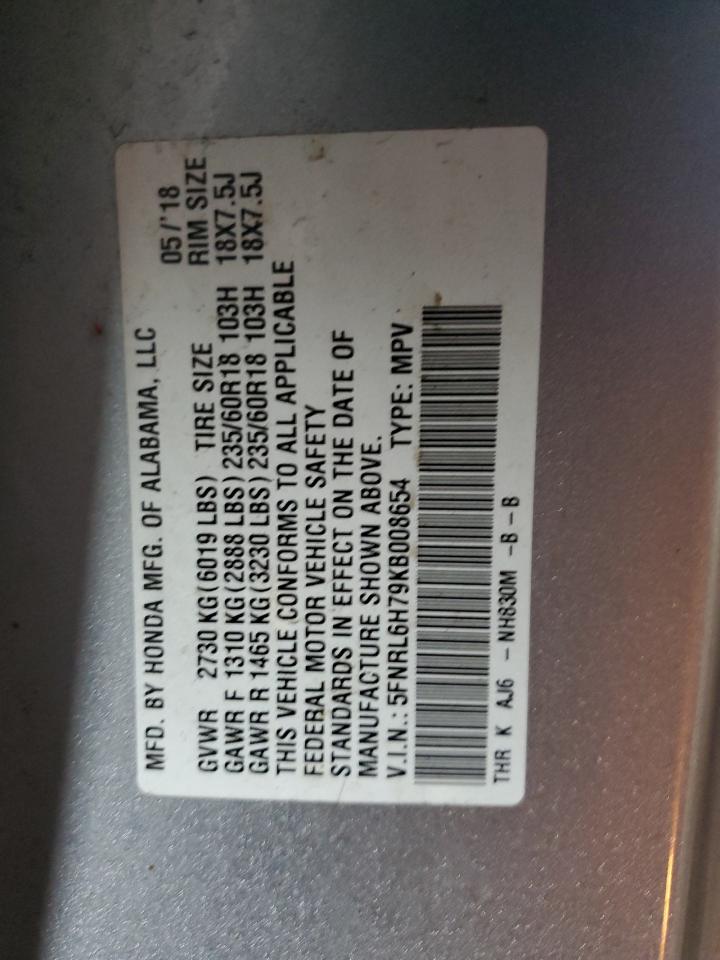 MFD. BY HONDA MFG. OF ALABAMA, LLC 05/'18
GVWR 2730 KG(6019 LBS) TIRE SIZE RIM SIZE
GAWR F 1310 KG(2888 LBS) 235/60R18 103H 18X7.5J
GAWR R 1465 KG(3230 LBS) 235/60R18 103H 18X7.5J
THIS VEHICLE CONFORMS TO ALL APPLICABLE
FEDERAL MOTOR VEHICLE SAFETY
STANDARDS IN EFFECT ON THE DATE OF
MANUFACTURE SHOWN ABOVE.
V.I.N.: 5FNRL6H79KB008654 TYPE: MPV
THR K AJ6 - NH830M - B - B